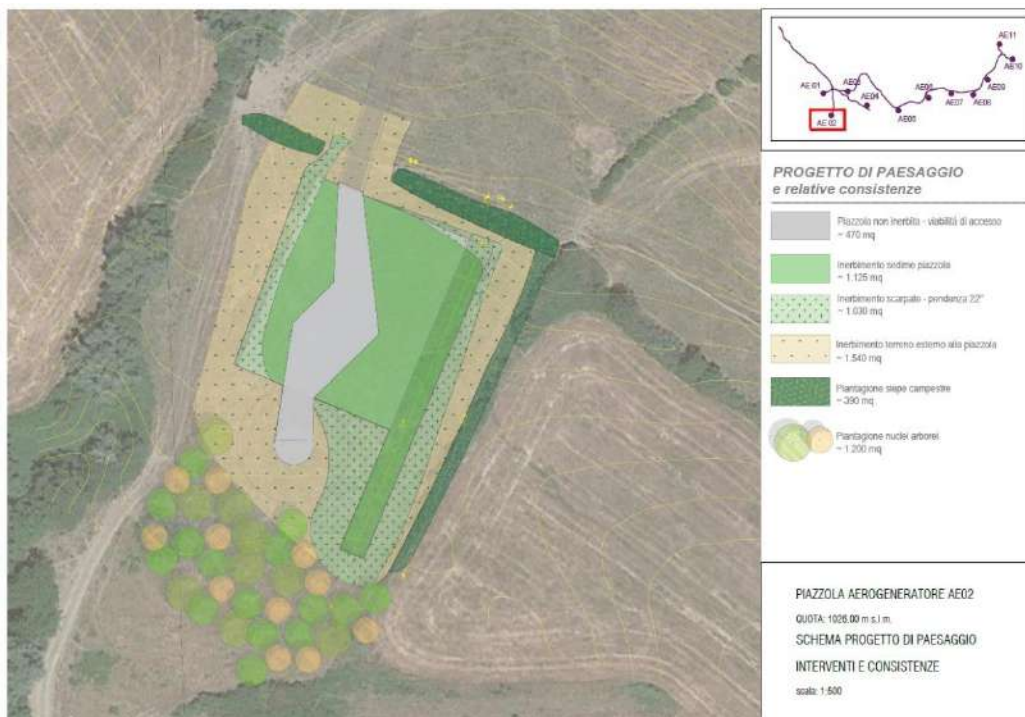 AE11
AE10
AE09
AE08
AE07
AE06
AE05
AE04
AE03
AE01
AE02
PROGETTO DI PAESAGGIO
e relative consistenze
Piazzola non inerbita - viabilità di accesso
~ 470 mq
Inerbimento sedime piazzola
~ 1.125 mq
Inerbimento scarpate - pendenza 22°
~ 1.030 mq
Inerbimento terreno esterno alla piazzola
~ 1.540 mq
Piantagione siepe campestre
~ 390 mq
Piantagione nuclei arborei
~ 1.200 mq
PIAZZOLA AEROGENERATORE AE02
QUOTA: 1026.00 m s.l.m.
SCHEMA PROGETTO DI PAESAGGIO
INTERVENTI E CONSISTENZE
scala: 1:500